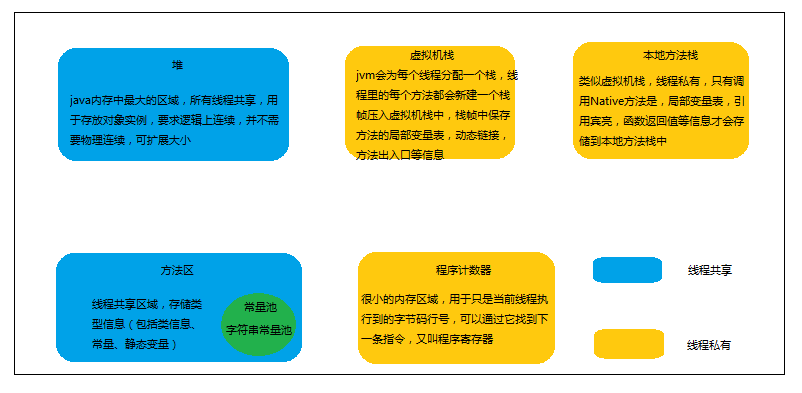 堆
java内存中最大的区域，所有线程共享，用
于存放对象实例，要求逻辑上连续，并不需
要物理连续，可扩展大小
虚拟机栈
jvm会为每个线程分配一个栈，线
程里的每个方法都会新建一个栈
帧压入虚拟机栈中，栈帧中保存
方法的局部变量表，动态链接，
方法出入口等信息
本地方法栈
类似虚拟机栈，线程私有，只有调
用Native方法是，局部变量表，引
用宾亮，函数返回值等信息才会存
储到本地方法栈中
方法区
线程共享区域，存储类
型信息（包括类信息、
常量、静态变量）
常量池
字符串常量池
程序计数器
很小的内存区域，用于只是当前线程执
行到的字节码行号，可以通过它找到下
一条指令，又叫程序寄存器
线程共享
线程私有